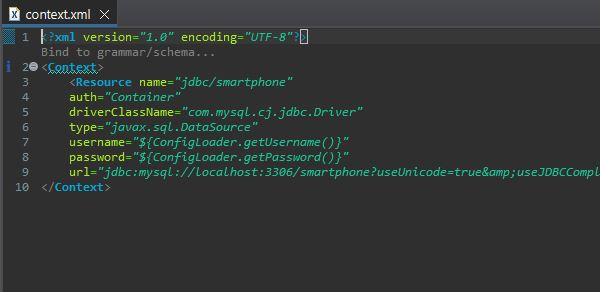 context.xml
1 <?xml version="1.0" encoding="UTF-8"?>
Bind to grammar/schema...
2 <Context>
3 <Resource name="jdbc/smartphone"
4 auth="Container"
5 driverClassName="com.mysql.cj.jdbc.Driver"
6 type="javax.sql.DataSource"
7 username="${ConfigLoader.getUsername()}"
8 password="${ConfigLoader.getPassword()}"
9 url="jdbc:mysql://localhost:3306/smartphone?useUnicode=true&amp;useJDBCCompl
10 </Context>